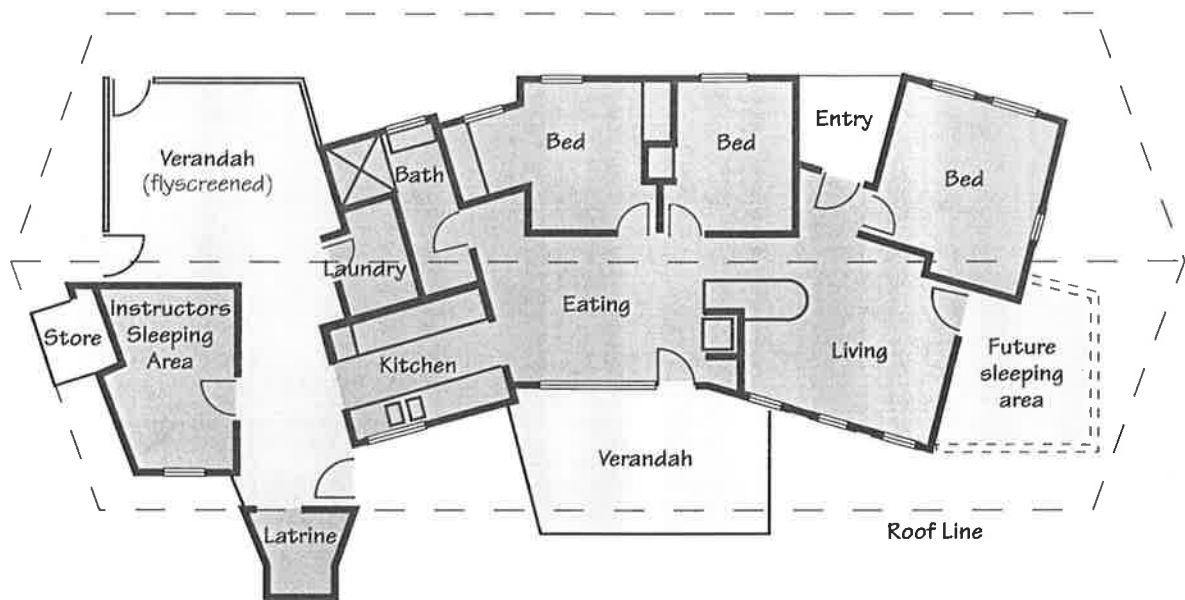 Verandah
(flyscreened)
Bath
Bed
Bed
Entry
Bed
Laundry
Instructors
Sleeping
Area
Store
Eating
Kitchen
Living
Future
sleeping
area
Verandah
Latrine
Roof Line